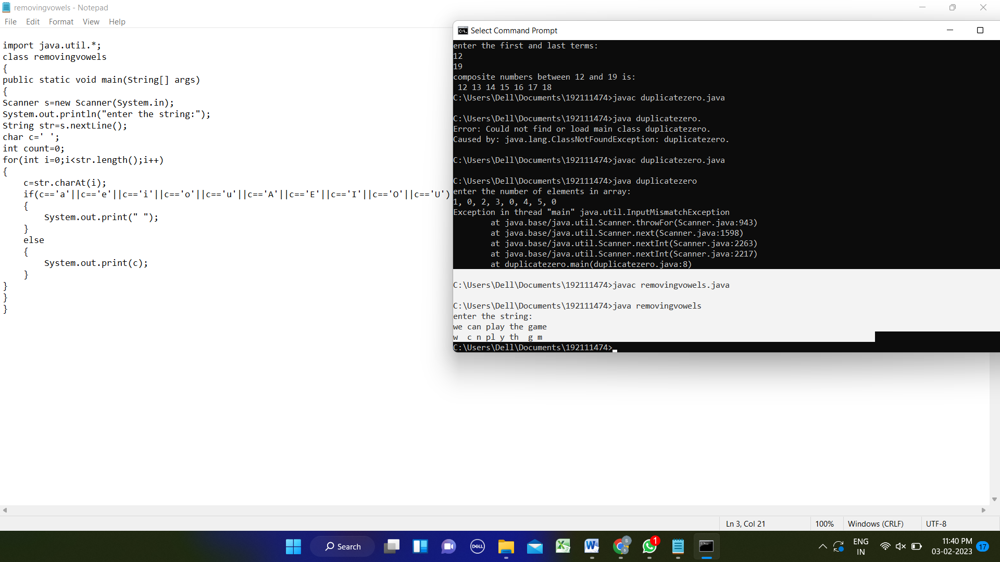 removingvowels - Notepad
File Edit Format View Help
import java.util.*;
class removingvowels
{
public static void main(String[] args)
{
Scanner s=new Scanner(System.in);
System.out.println("enter the string:");
String str=s.nextLine();
char c=' ';
int count=0;
for(int i=0;i<str.length();i++)
{
    c=str.charAt(i);
    if(c=='a'||c=='e'||c=='i'||c=='o'||c=='u'||c=='A'||c=='E'||c=='I'||c=='O'||c=='U')
    {
        System.out.print(" ");
    }
    else
    {
        System.out.print(c);
    }
}
}
}
Select Command Prompt
enter the first and last terms:
12
19
composite numbers between 12 and 19 is:
 12 13 14 15 16 17 18
C:\Users\Dell\Documents\192111474>javac duplicatezero.java
C:\Users\Dell\Documents\192111474>java duplicatezero.
Error: Could not find or load main class duplicatezero.
Caused by: java.lang.ClassNotFoundException: duplicatezero.
C:\Users\Dell\Documents\192111474>javac duplicatezero.java
C:\Users\Dell\Documents\192111474>java duplicatezero
enter the number of elements in array:
1, 0, 2, 3, 0, 4, 5, 0
Exception in thread "main" java.util.InputMismatchException
        at java.base/java.util.Scanner.throwFor(Scanner.java:943)
        at java.base/java.util.Scanner.next(Scanner.java:1598)
        at java.base/java.util.Scanner.nextInt(Scanner.java:2263)
        at java.base/java.util.Scanner.nextInt(Scanner.java:2217)
        at duplicatezero.main(duplicatezero.java:8)
C:\Users\Dell\Documents\192111474>javac removingvowels.java
C:\Users\Dell\Documents\192111474>java removingvowels
enter the string:
we can play the game
w  c n pl y th  g m
C:\Users\Dell\Documents\192111474>
Ln 3, Col 21 100% Windows (CRLF) UTF-8
Search
DELL
1
ENG
IN
11:40 PM
03-02-2023
17